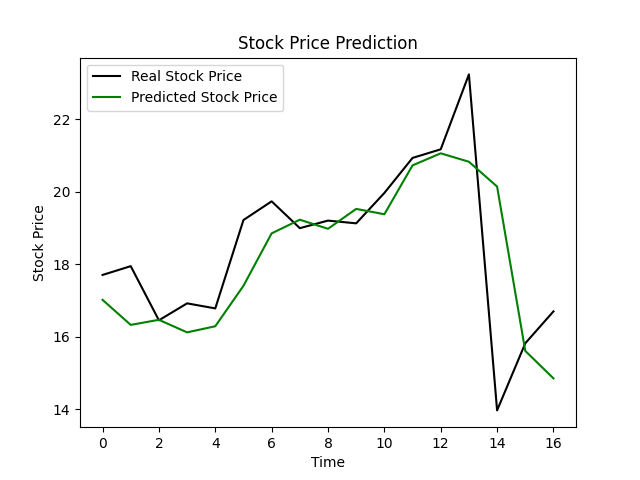 Stock Price Prediction
Real Stock Price
Predicted Stock Price
Stock Price
22
20
18
16
14
0 2 4 6 8 10 12 14 16
Time